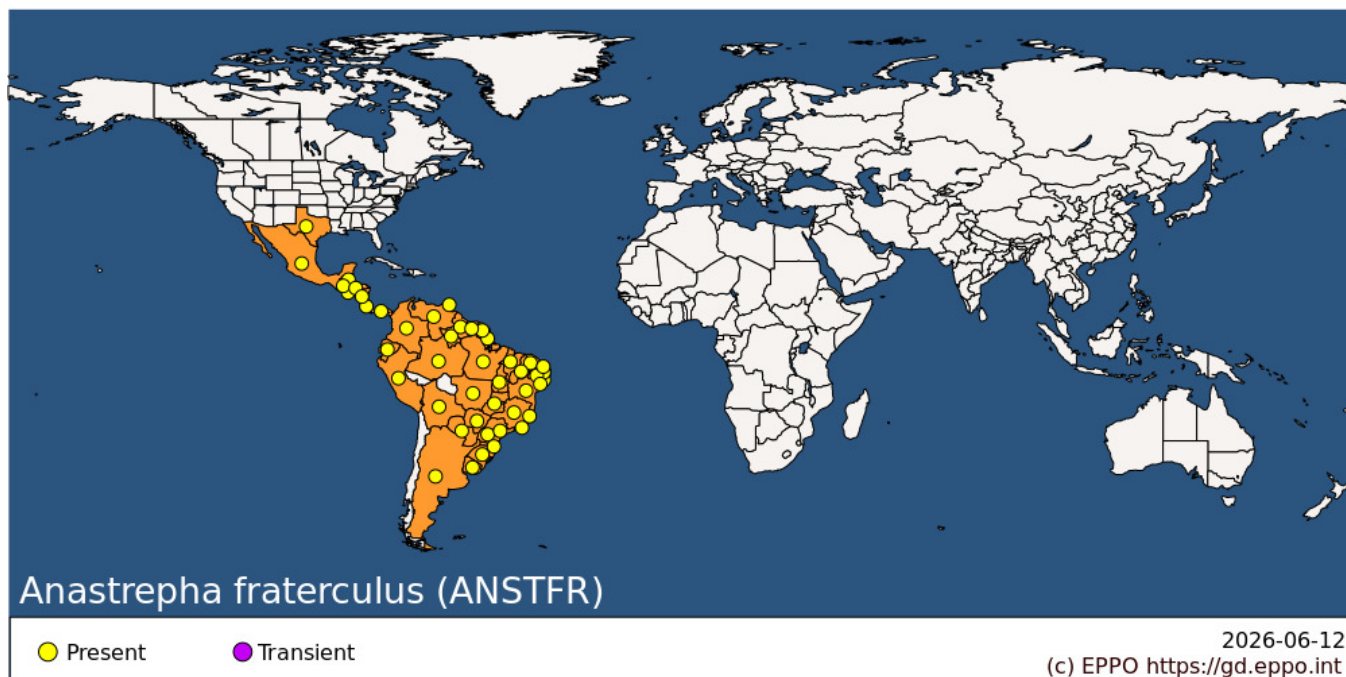 Anastrepha fraterculus (ANSTFR)
Present
Transient
2026-06-12
(c) EPPO https://gd.eppo.int